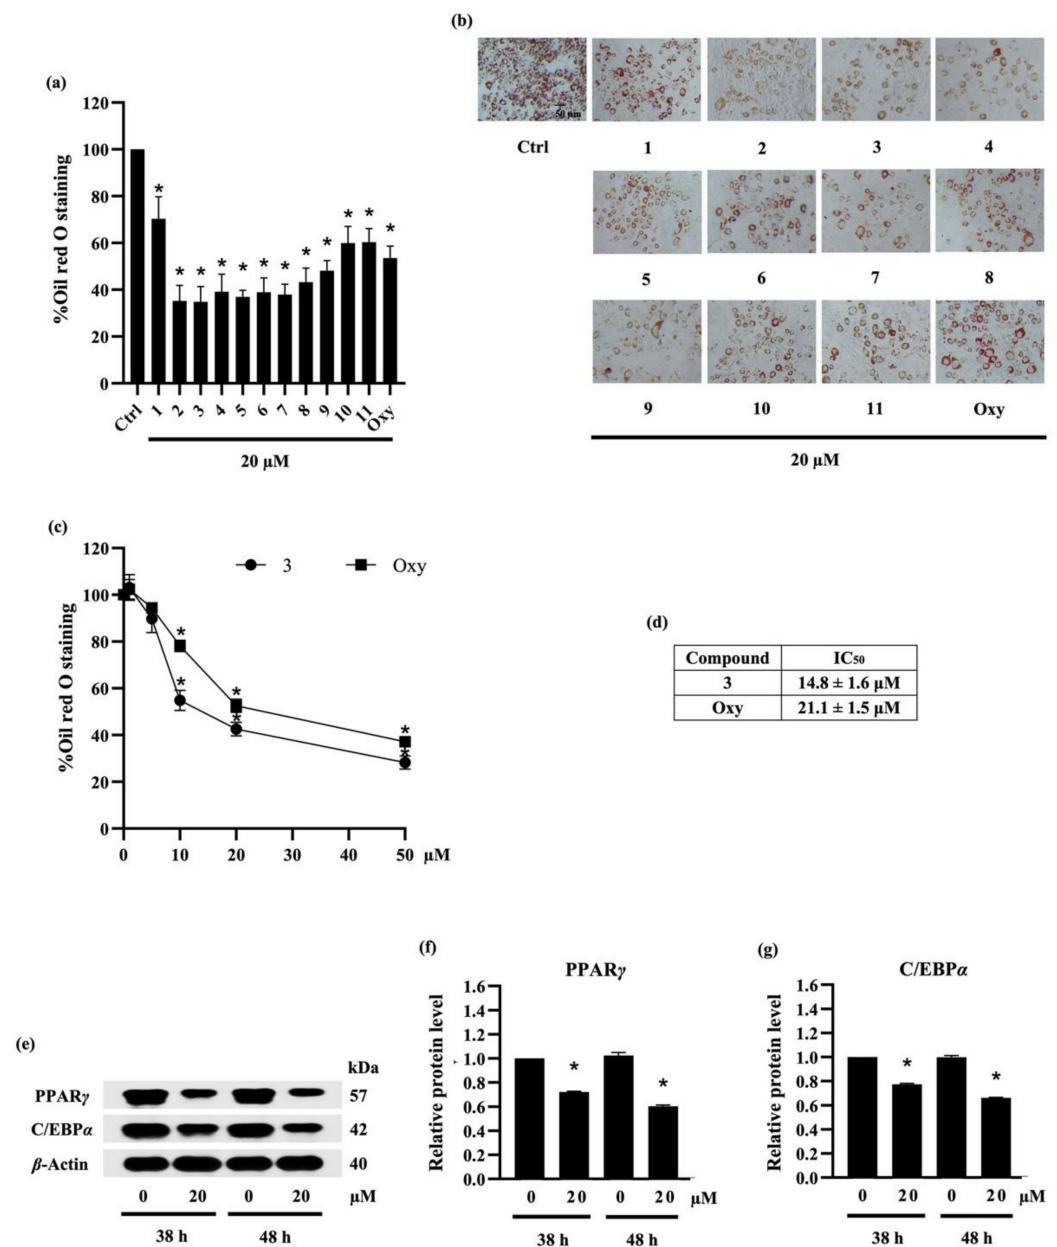 (a)
%Oil red O staining
120
100
80
60
40
20
0
* * * * * * * * * * * *
Ctrl 1 2 3 4 5 6 7 8 9 10 11 Oxy
20 μM
(b)
50 μm
Ctrl 1 2 3 4
5 6 7 8
9 10 11 Oxy
20 μM
(c)
%Oil red O staining
3 Oxy
120
100
80
60
40
20
0
* * * * * *
0 10 20 30 40 50 μM
(d)
Compound IC₅₀
3 14.8 ± 1.6 μM
Oxy 21.1 ± 1.5 μM
(e)
kDa
PPARγ 57
C/EBPα 42
β-Actin 40
0 20 0 20 μM
38 h 48 h
(f)
PPARγ
Relative protein level
1.6
1.4
1.2
1.0
0.8
0.6
0.4
0.2
0.0
* *
0 20 0 20 μM
38 h 48 h
(g)
C/EBPα
Relative protein level
1.6
1.4
1.2
1.0
0.8
0.6
0.4
0.2
0.0
* *
0 20 0 20 μM
38 h 48 h